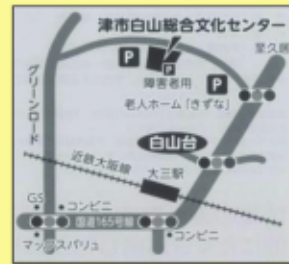 津市白山総合文化センター
至久居
P
P
障害者用
P
老人ホーム「きずな」
グリーンロード
白山台
近鉄大阪線
大三駅
GS
コンビニ
国道165号線
マックスバリュ
コンビニ